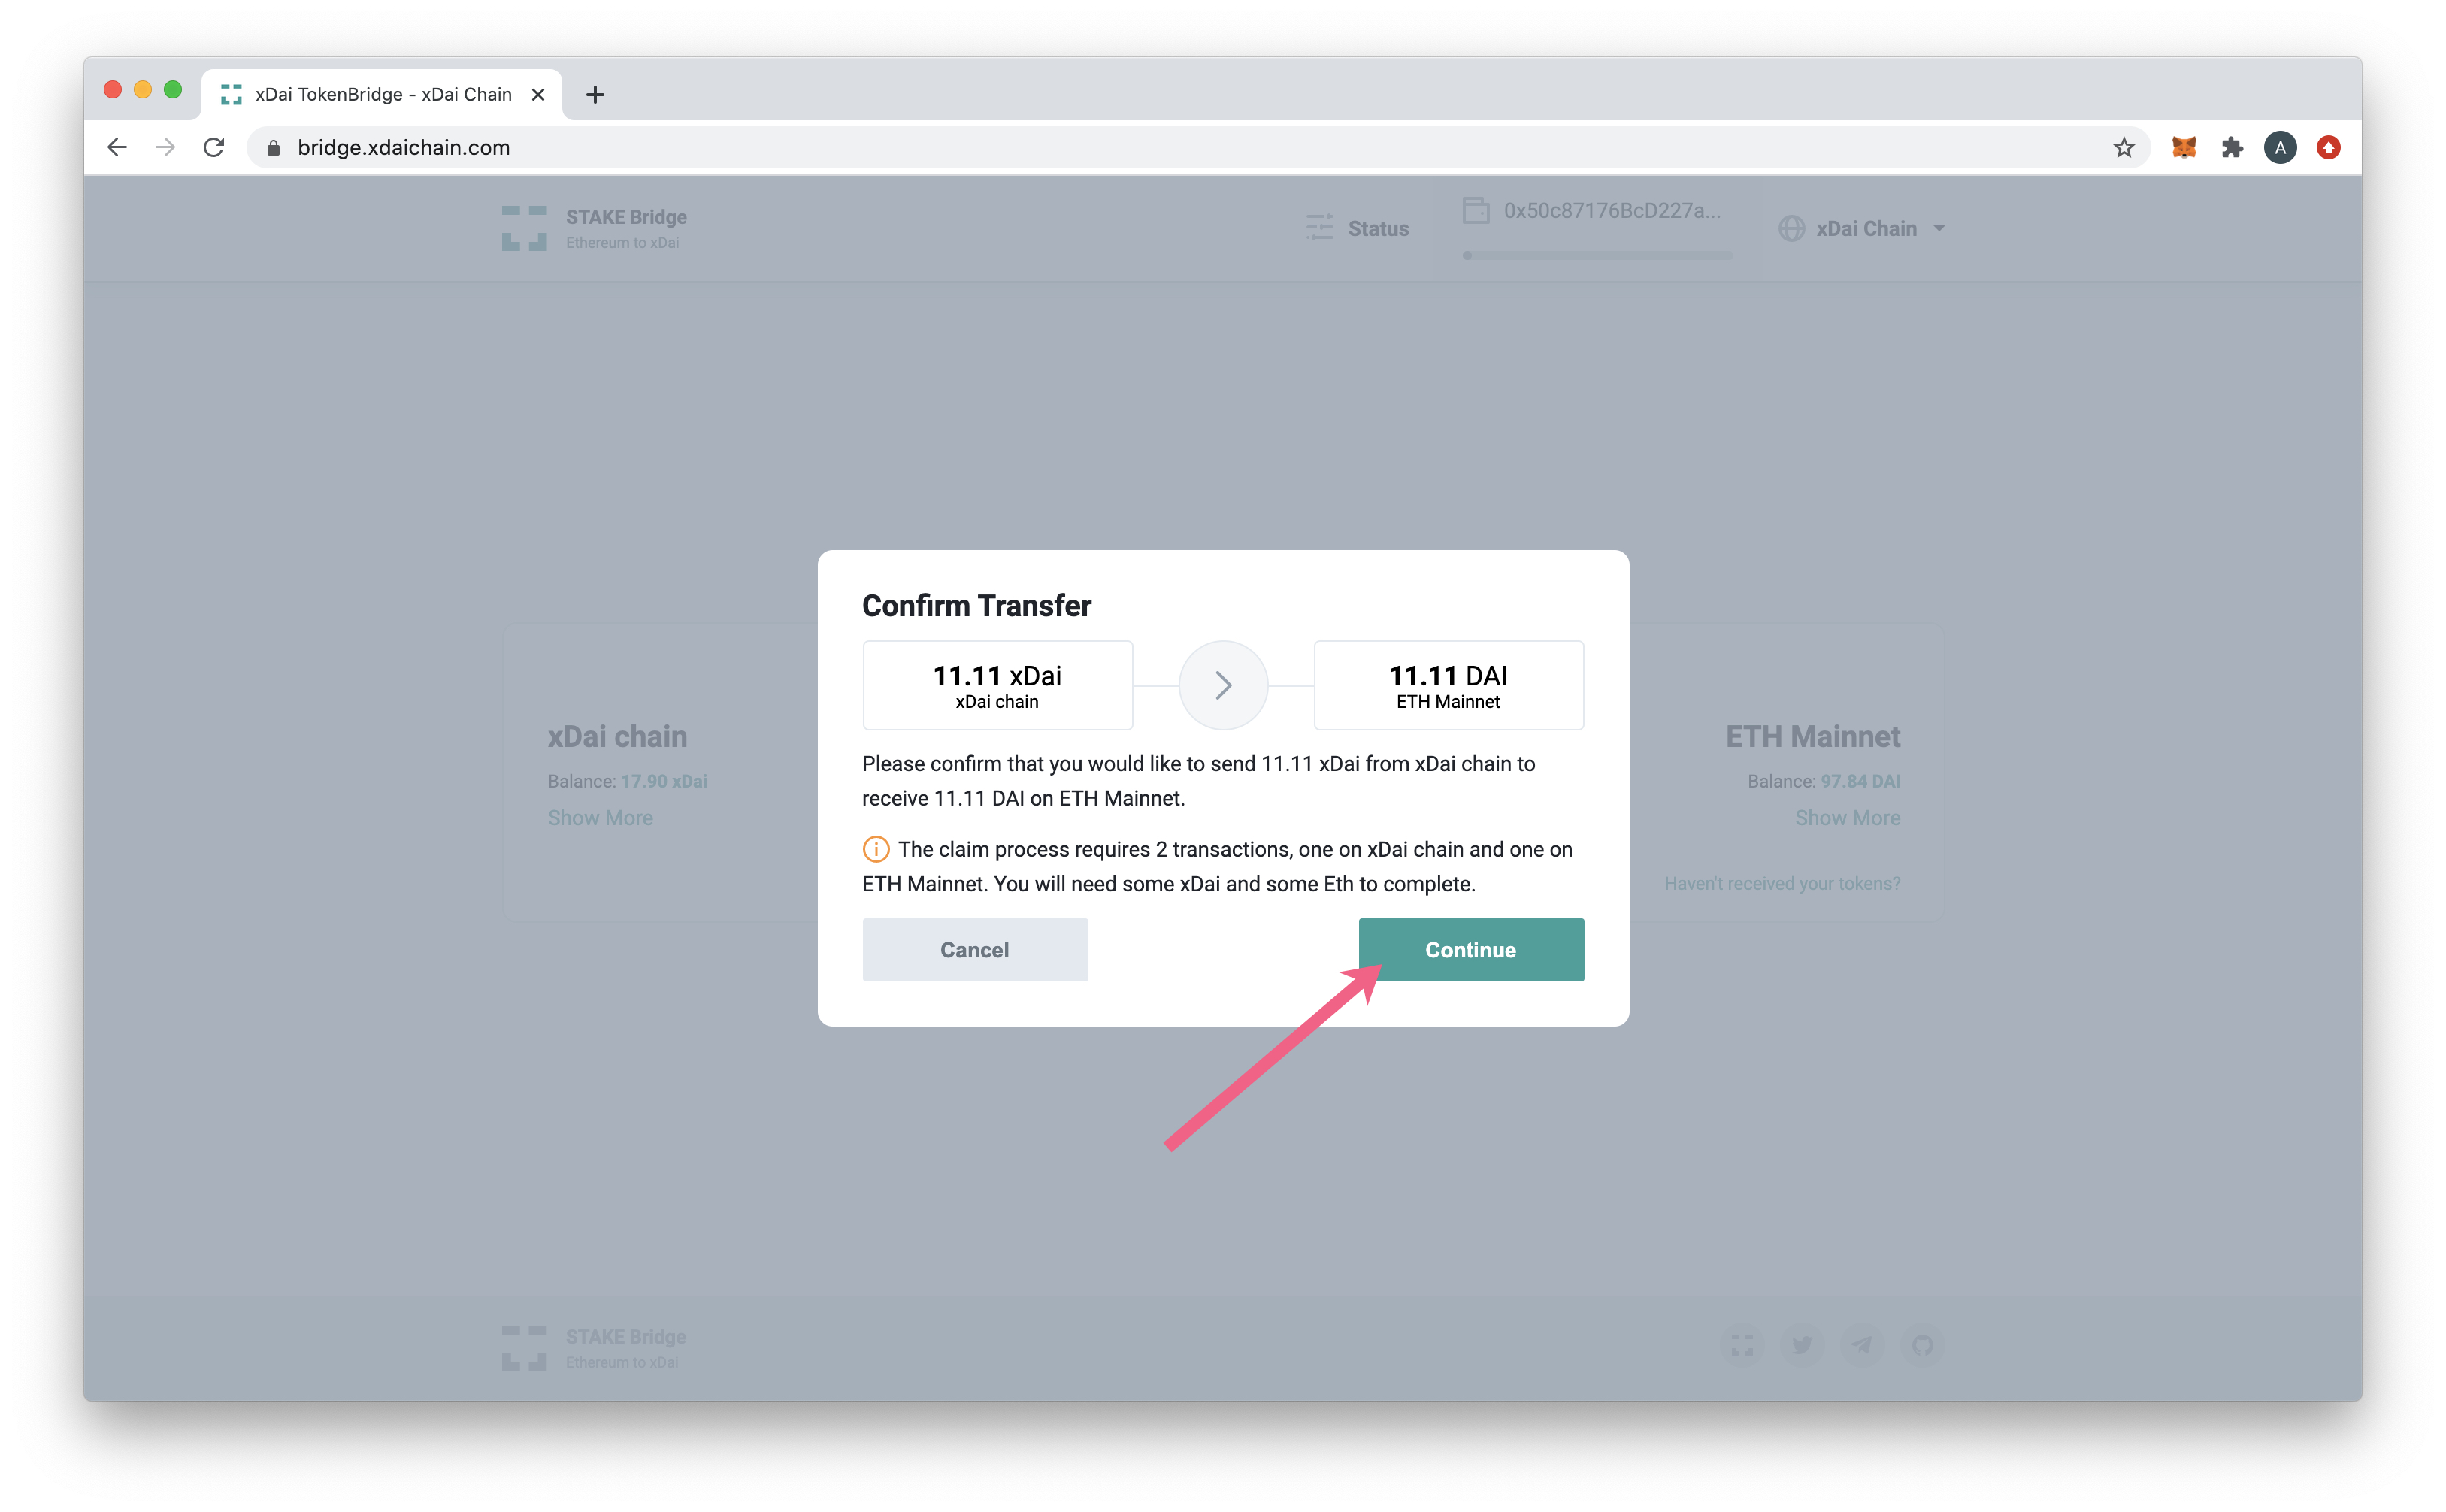 xDai TokenBridge - xDai Chain
bridge.xdaichain.com
A
STAKE Bridge
Ethereum to xDai
Status
0x50c87176BcD227a...
xDai Chain
Confirm Transfer
11.11 xDai
xDai chain
11.11 DAI
ETH Mainnet
Please confirm that you would like to send 11.11 xDai from xDai chain to
receive 11.11 DAI on ETH Mainnet.
The claim process requires 2 transactions, one on xDai chain and one on
ETH Mainnet. You will need some xDai and some Eth to complete.
Cancel
Continue
xDai chain
Balance: 17.90 xDai
Show More
ETH Mainnet
Balance: 97.84 DAI
Show More
Haven't received your tokens?
STAKE Bridge
Ethereum to xDai